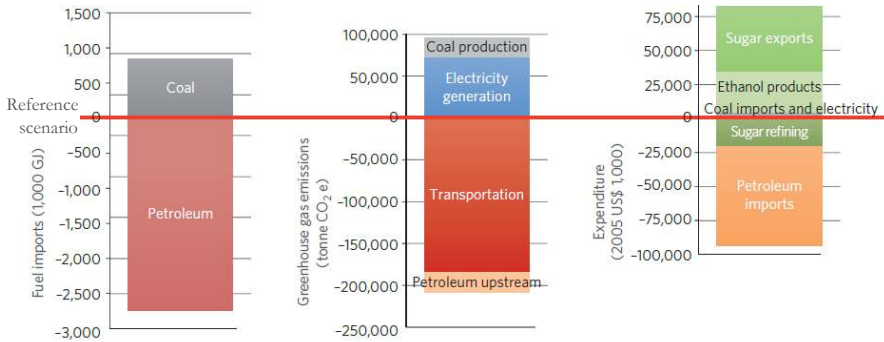 Reference
scenario
Fuel imports (1,000 GJ)
1,500
1,000
500
0
-500
-1,000
-1,500
-2,000
-2,500
-3,000
Coal
Petroleum
Greenhouse gas emissions
(tonne CO₂ e)
100,000
50,000
0
-50,000
-100,000
-150,000
-200,000
-250,000
Coal production
Electricity
generation
Transportation
Petroleum upstream
Expenditure
(2005 US$ 1,000)
75,000
50,000
25,000
0
-25,000
-50,000
-75,000
-100,000
Sugar exports
Ethanol products
Coal imports and electricity
Sugar refining
Petroleum
imports